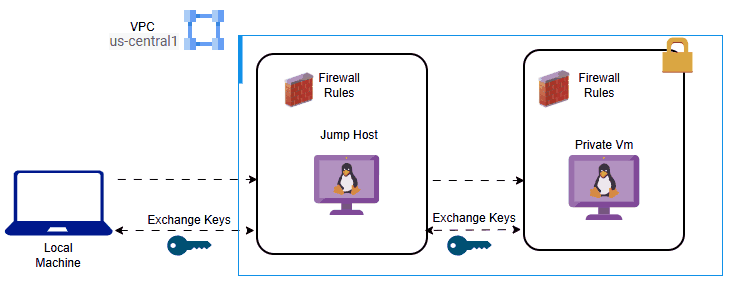 VPC
us-central1
Firewall
Rules
Jump Host
Firewall
Rules
Private Vm
Exchange Keys
Exchange Keys
Local
Machine